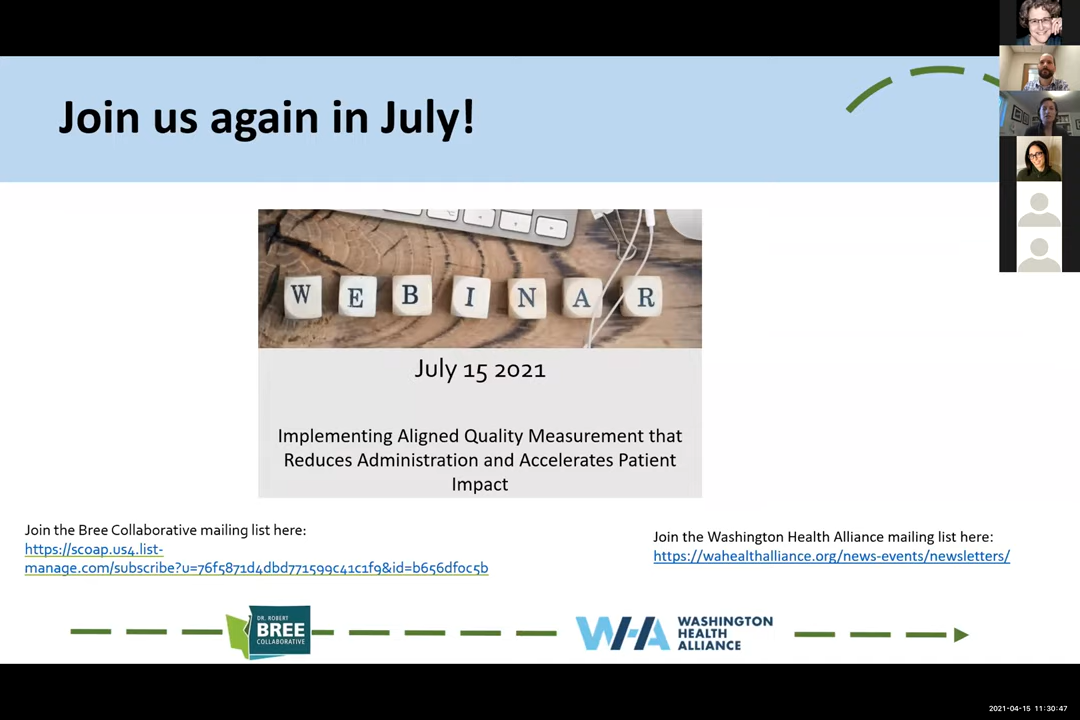 Join us again in July!
WEBINAR
July 15 2021
Implementing Aligned Quality Measurement that
Reduces Administration and Accelerates Patient
Impact
Join the Bree Collaborative mailing list here:
https://scoap.us4.list-
manage.com/subscribe?u=76f5871d4dbd771599c41c1f9&id=b656df0c5b
Join the Washington Health Alliance mailing list here:
https://wahealthalliance.org/news-events/newsletters/
DR. ROBERT
BREE
COLLABORATIVE
WHA
WASHINGTON
HEALTH
ALLIANCE
2021-04-15 11:30:47